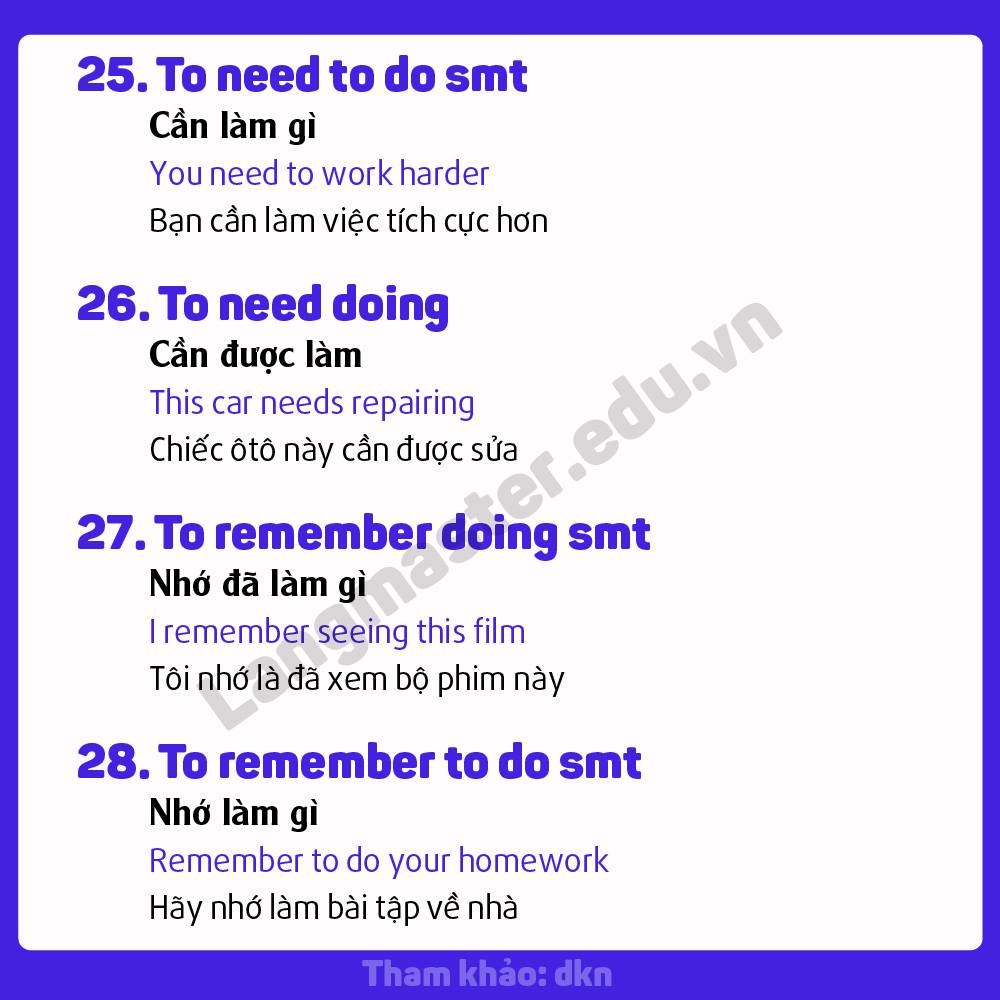 25. To need to do smt
Cần làm gì
You need to work harder
Bạn cần làm việc tích cực hơn
26. To need doing
Cần được làm
This car needs repairing
Chiếc ôtô này cần được sửa
27. To remember doing smt
Nhớ đã làm gì
I remember seeing this film
Tôi nhớ là đã xem bộ phim này
28. To remember to do smt
Nhớ làm gì
Remember to do your homework
Hãy nhớ làm bài tập về nhà
Langmaster.edu.vn
Tham khảo: dkn